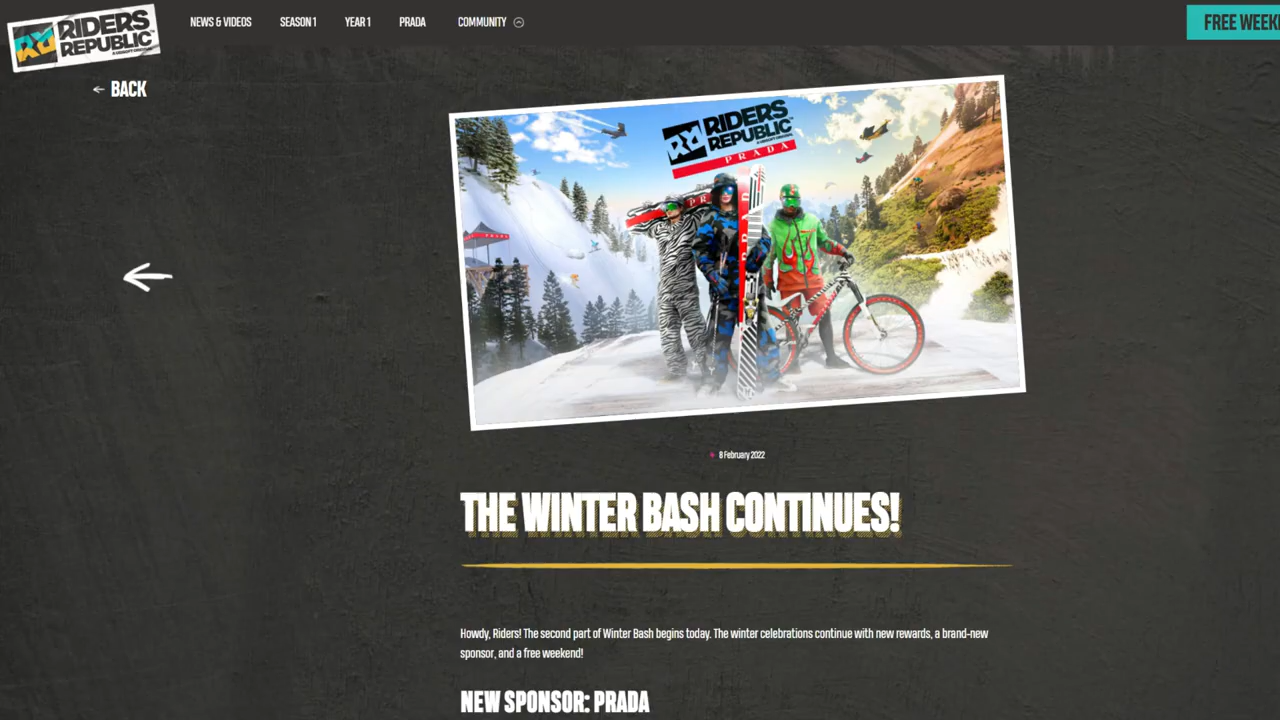 RIDERS
REPUBLIC
NEWS & VIDEOS
SEASON 1
YEAR 1
PRADA
COMMUNITY
FREE
BACK
RIDERS
REPUBLIC
PRADA
8 February 2022
THE WINTER BASH CONTINUES!
Howdy, Riders! The second part of Winter Bash begins today. The winter celebrations continue with new rewards, a brand-new
sponsor, and a free weekend!
NEW SPONSOR: PRADA